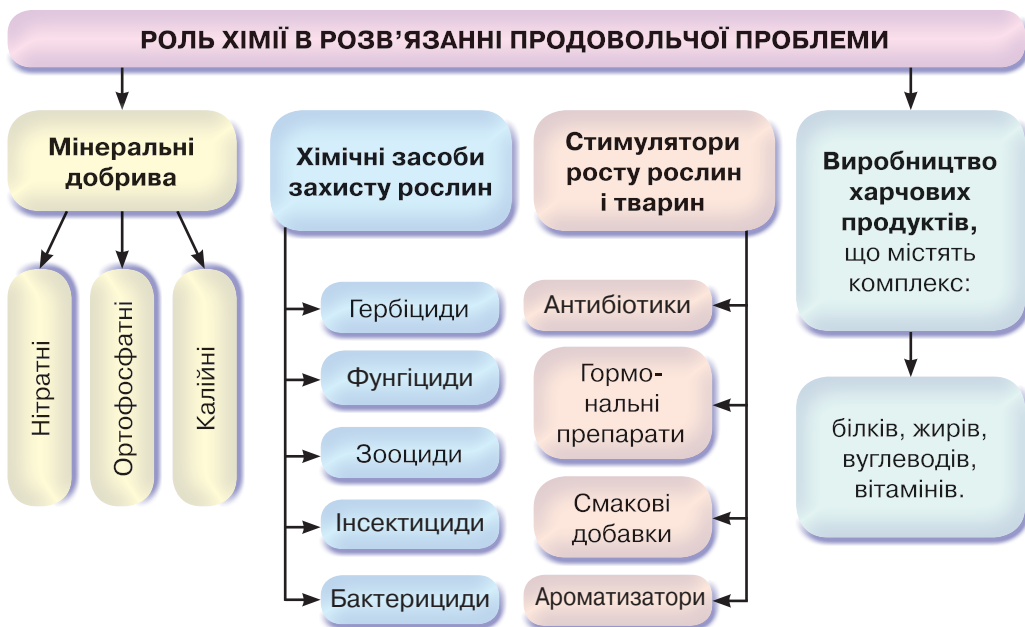 РОЛЬ ХІМІЇ В РОЗВ’ЯЗАННІ ПРОДОВОЛЬЧОЇ ПРОБЛЕМИ
Мінеральні
добрива
Нітратні
Ортофосфатні
Калійні
Хімічні засоби
захисту рослин
Гербіциди
Фунгіциди
Зооциди
Інсектициди
Бактерициди
Стимулятори
росту рослин
і тварин
Антибіотики
Гормо-
нальні
препарати
Смакові
добавки
Ароматизатори
Виробництво
харчових
продуктів,
що містять
комплекс:
білків, жирів,
вуглеводів,
вітамінів.